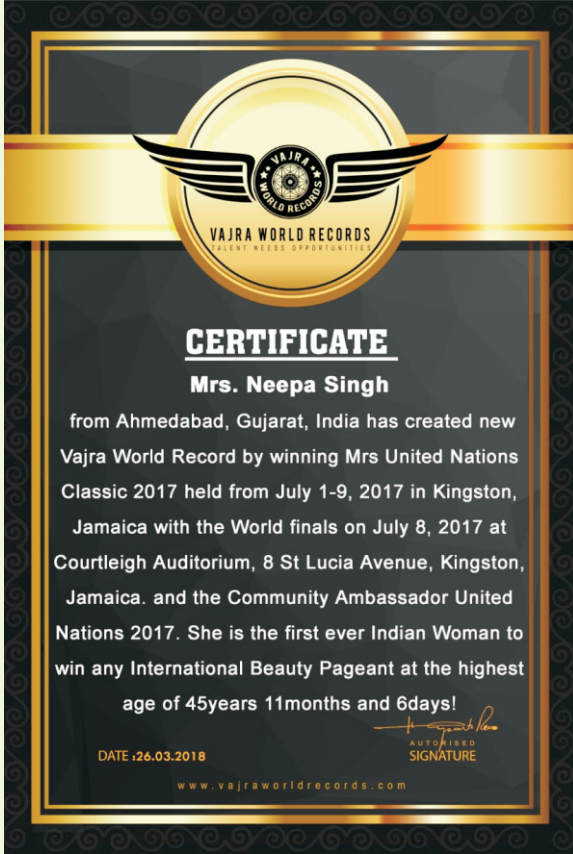 VAJRA
WORLD RECORDS
VAJRA WORLD RECORDS
TALENT NEEDS OPPORTUNITIES
CERTIFICATE
Mrs. Neepa Singh
from Ahmedabad, Gujarat, India has created new
Vajra World Record by winning Mrs United Nations
Classic 2017 held from July 1-9, 2017 in Kingston,
Jamaica with the World finals on July 8, 2017 at
Courtleigh Auditorium, 8 St Lucia Avenue, Kingston,
Jamaica. and the Community Ambassador United
Nations 2017. She is the first ever Indian Woman to
win any International Beauty Pageant at the highest
age of 45years 11months and 6days!
AUTORISED
DATE :26.03.2018 SIGNATURE
www.vajraworldrecords.com